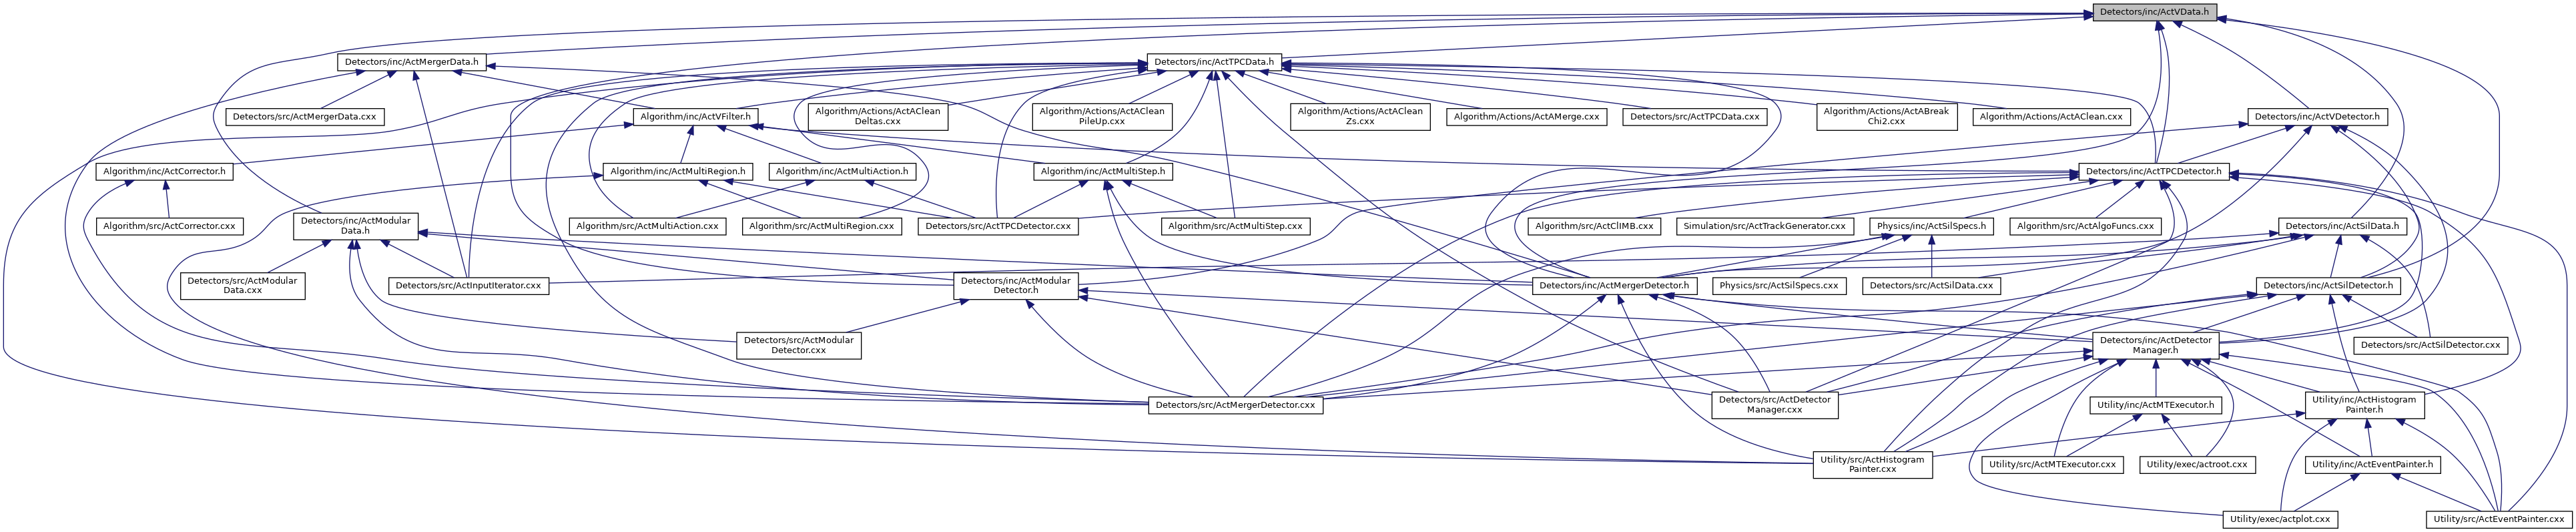 Detectors/inc/ActVData.h
Detectors/inc/ActMergerData.h
Detectors/inc/ActTPCData.h
Detectors/src/ActMergerData.cxx
Algorithm/inc/ActVFilter.h
Algorithm/Actions/ActAClean
Deltas.cxx
Algorithm/Actions/ActAClean
PileUp.cxx
Algorithm/Actions/ActAClean
Zs.cxx
Algorithm/Actions/ActAMerge.cxx
Detectors/src/ActTPCData.cxx
Algorithm/Actions/ActABreak
Chi2.cxx
Algorithm/Actions/ActAClean.cxx
Detectors/inc/ActVDetector.h
Algorithm/inc/ActCorrector.h
Algorithm/inc/ActMultiRegion.h
Algorithm/inc/ActMultiAction.h
Algorithm/inc/ActMultiStep.h
Detectors/inc/ActTPCDetector.h
Algorithm/src/ActCorrector.cxx
Detectors/inc/ActModular
Data.h
Algorithm/src/ActMultiAction.cxx
Algorithm/src/ActMultiRegion.cxx
Detectors/src/ActTPCDetector.cxx
Algorithm/src/ActMultiStep.cxx
Algorithm/src/ActClIMB.cxx
Simulation/src/ActTrackGenerator.cxx
Physics/inc/ActSilSpecs.h
Algorithm/src/ActAlgoFuncs.cxx
Detectors/inc/ActSilData.h
Detectors/src/ActModular
Data.cxx
Detectors/src/ActInputIterator.cxx
Detectors/inc/ActModular
Detector.h
Detectors/inc/ActMergerDetector.h
Physics/src/ActSilSpecs.cxx
Detectors/src/ActSilData.cxx
Detectors/inc/ActSilDetector.h
Detectors/src/ActModular
Detector.cxx
Detectors/inc/ActDetector
Manager.h
Detectors/src/ActSilDetector.cxx
Detectors/src/ActMergerDetector.cxx
Detectors/src/ActDetector
Manager.cxx
Utility/inc/ActMTExecutor.h
Utility/inc/ActHistogram
Painter.h
Utility/src/ActHistogram
Painter.cxx
Utility/src/ActMTExecutor.cxx
Utility/exec/actroot.cxx
Utility/inc/ActEventPainter.h
Utility/exec/actplot.cxx
Utility/src/ActEventPainter.cxx